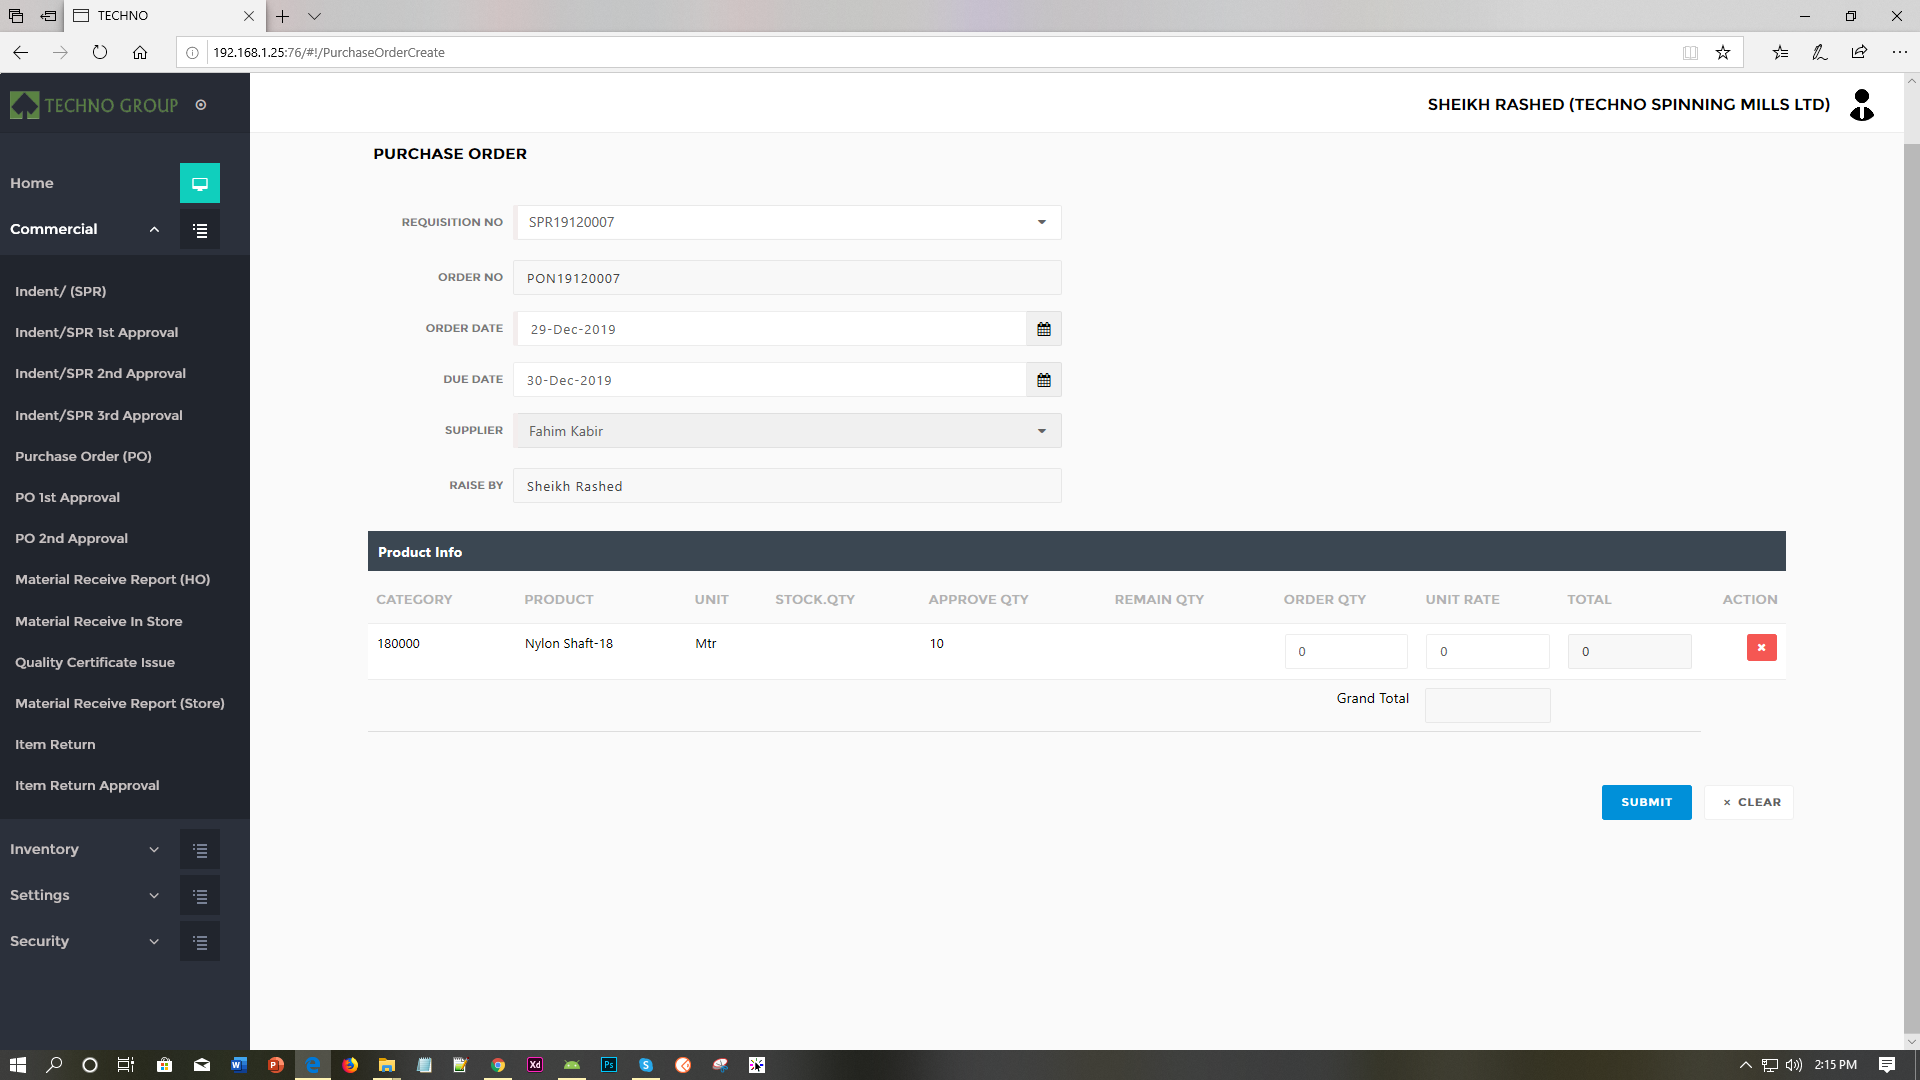 TECHNO
192.168.1.25:76/#!/PurchaseOrderCreate
TECHNO GROUP
SHEIKH RASHED (TECHNO SPINNING MILLS LTD)
Home
Commercial
Indent/ (SPR)
Indent/SPR 1st Approval
Indent/SPR 2nd Approval
Indent/SPR 3rd Approval
Purchase Order (PO)
PO 1st Approval
PO 2nd Approval
Material Receive Report (HO)
Material Receive In Store
Quality Certificate Issue
Material Receive Report (Store)
Item Return
Item Return Approval
Inventory
Settings
Security
PURCHASE ORDER
REQUISITION NO SPR19120007
ORDER NO PON19120007
ORDER DATE 29-Dec-2019
DUE DATE 30-Dec-2019
SUPPLIER Fahim Kabir
RAISE BY Sheikh Rashed
Product Info
CATEGORY PRODUCT UNIT STOCK.QTY APPROVE QTY REMAIN QTY ORDER QTY UNIT RATE TOTAL ACTION
180000 Nylon Shaft-18 Mtr 10 0 0 0
Grand Total
SUBMIT × CLEAR
W P Xd Ps S
2:15 PM